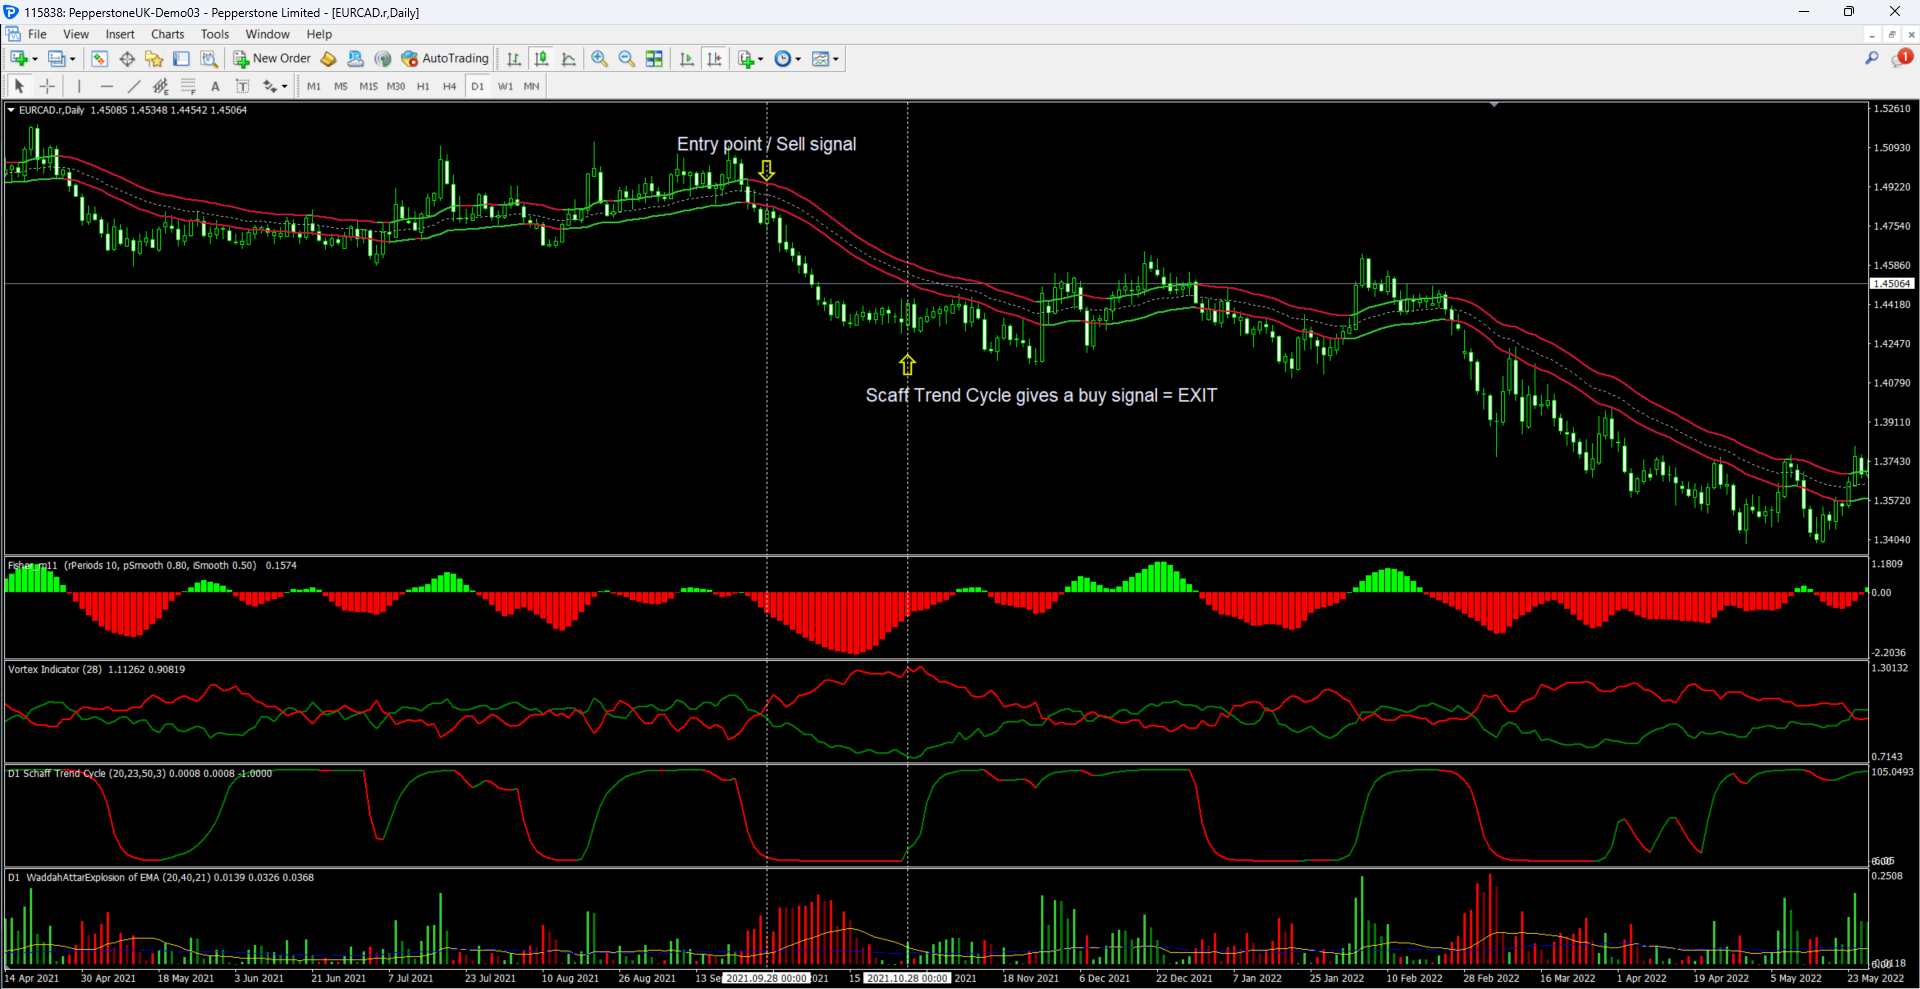 115838: PepperstoneUK-Demo03 - Pepperstone Limited - [EURCAD.r,Daily]
File View Insert Charts Tools Window Help
New Order AutoTrading
1
A T M1 M5 M15 M30 H1 H4 D1 W1 MN
EURCAD.r,Daily 1.45085 1.45348 1.44542 1.45064
1.52610
Entry point / Sell signal
1.50930
1.49220
1.47540
1.45860
1.45064
1.44180
1.42470
Scaff Trend Cycle gives a buy signal = EXIT
1.40790
1.39110
1.37430
1.35720
1.34040
Fisher_m11 (rPeriods 10, pSmooth 0.80, iSmooth 0.50) 0.1574
1.1809
0.00
-2.2036
Vortex Indicator (28) 1.11262 0.90819
1.30132
0.7143
D1 Schaff Trend Cycle (20,23,50,3) 0.0008 0.0008 -1.0000
105.0493
D1 WaddahAttarExplosion of EMA (20,40,21) 0.0139 0.0326 0.0368
0.2508
14 Apr 2021 30 Apr 2021 18 May 2021 3 Jun 2021 21 Jun 2021 7 Jul 2021 23 Jul 2021 10 Aug 2021 26 Aug 2021 13 Se 2021.09.28 00:00 2021 15 2021.10.28 00:00 2021 18 Nov 2021 6 Dec 2021 22 Dec 2021 7 Jan 2022 25 Jan 2022 10 Feb 2022 28 Feb 2022 16 Mar 2022 1 Apr 2022 19 Apr 2022 5 May 2022 23 May 2022